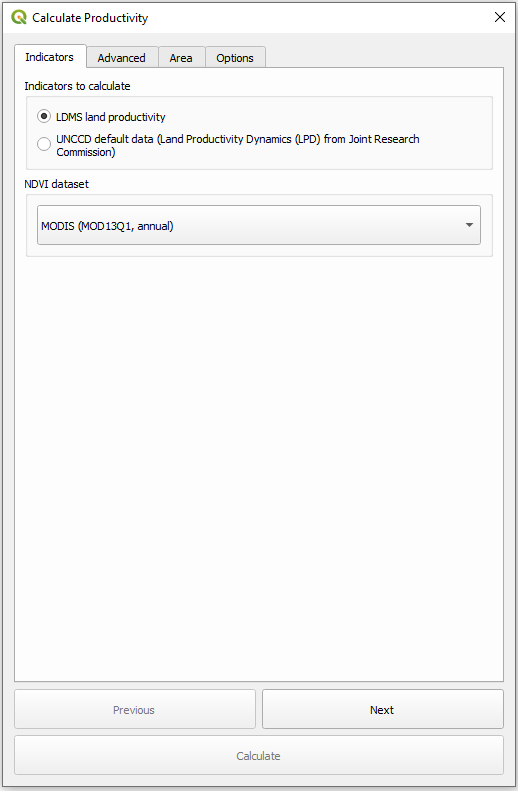 Calculate Productivity
Indicators
Advanced
Area
Options
Indicators to calculate
LDMS land productivity
UNCCD default data (Land Productivity Dynamics (LPD) from Joint Research
Commission)
NDVI dataset
MODIS (MOD13Q1, annual)
Previous
Next
Calculate